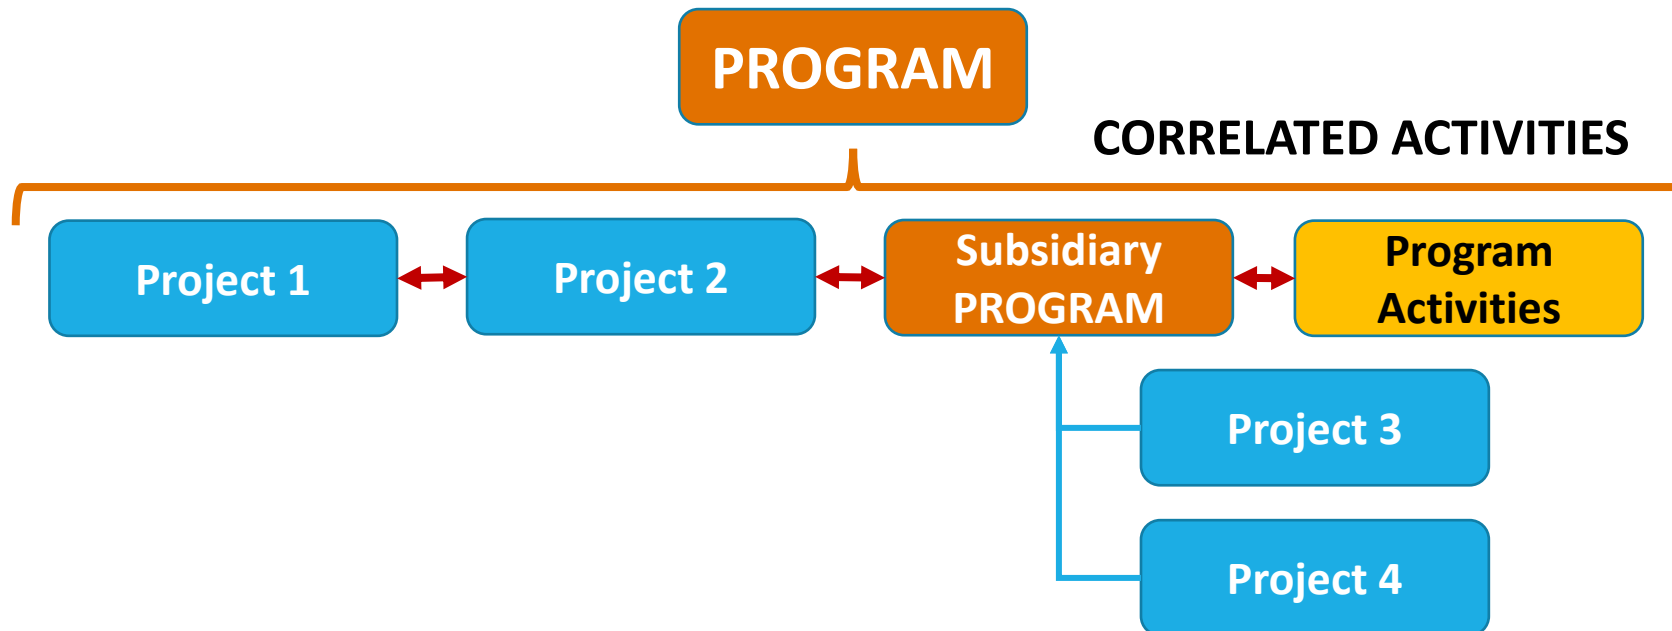 PROGRAM
CORRELATED ACTIVITIES
Project 1
Project 2
Subsidiary
PROGRAM
Program
Activities
Project 3
Project 4